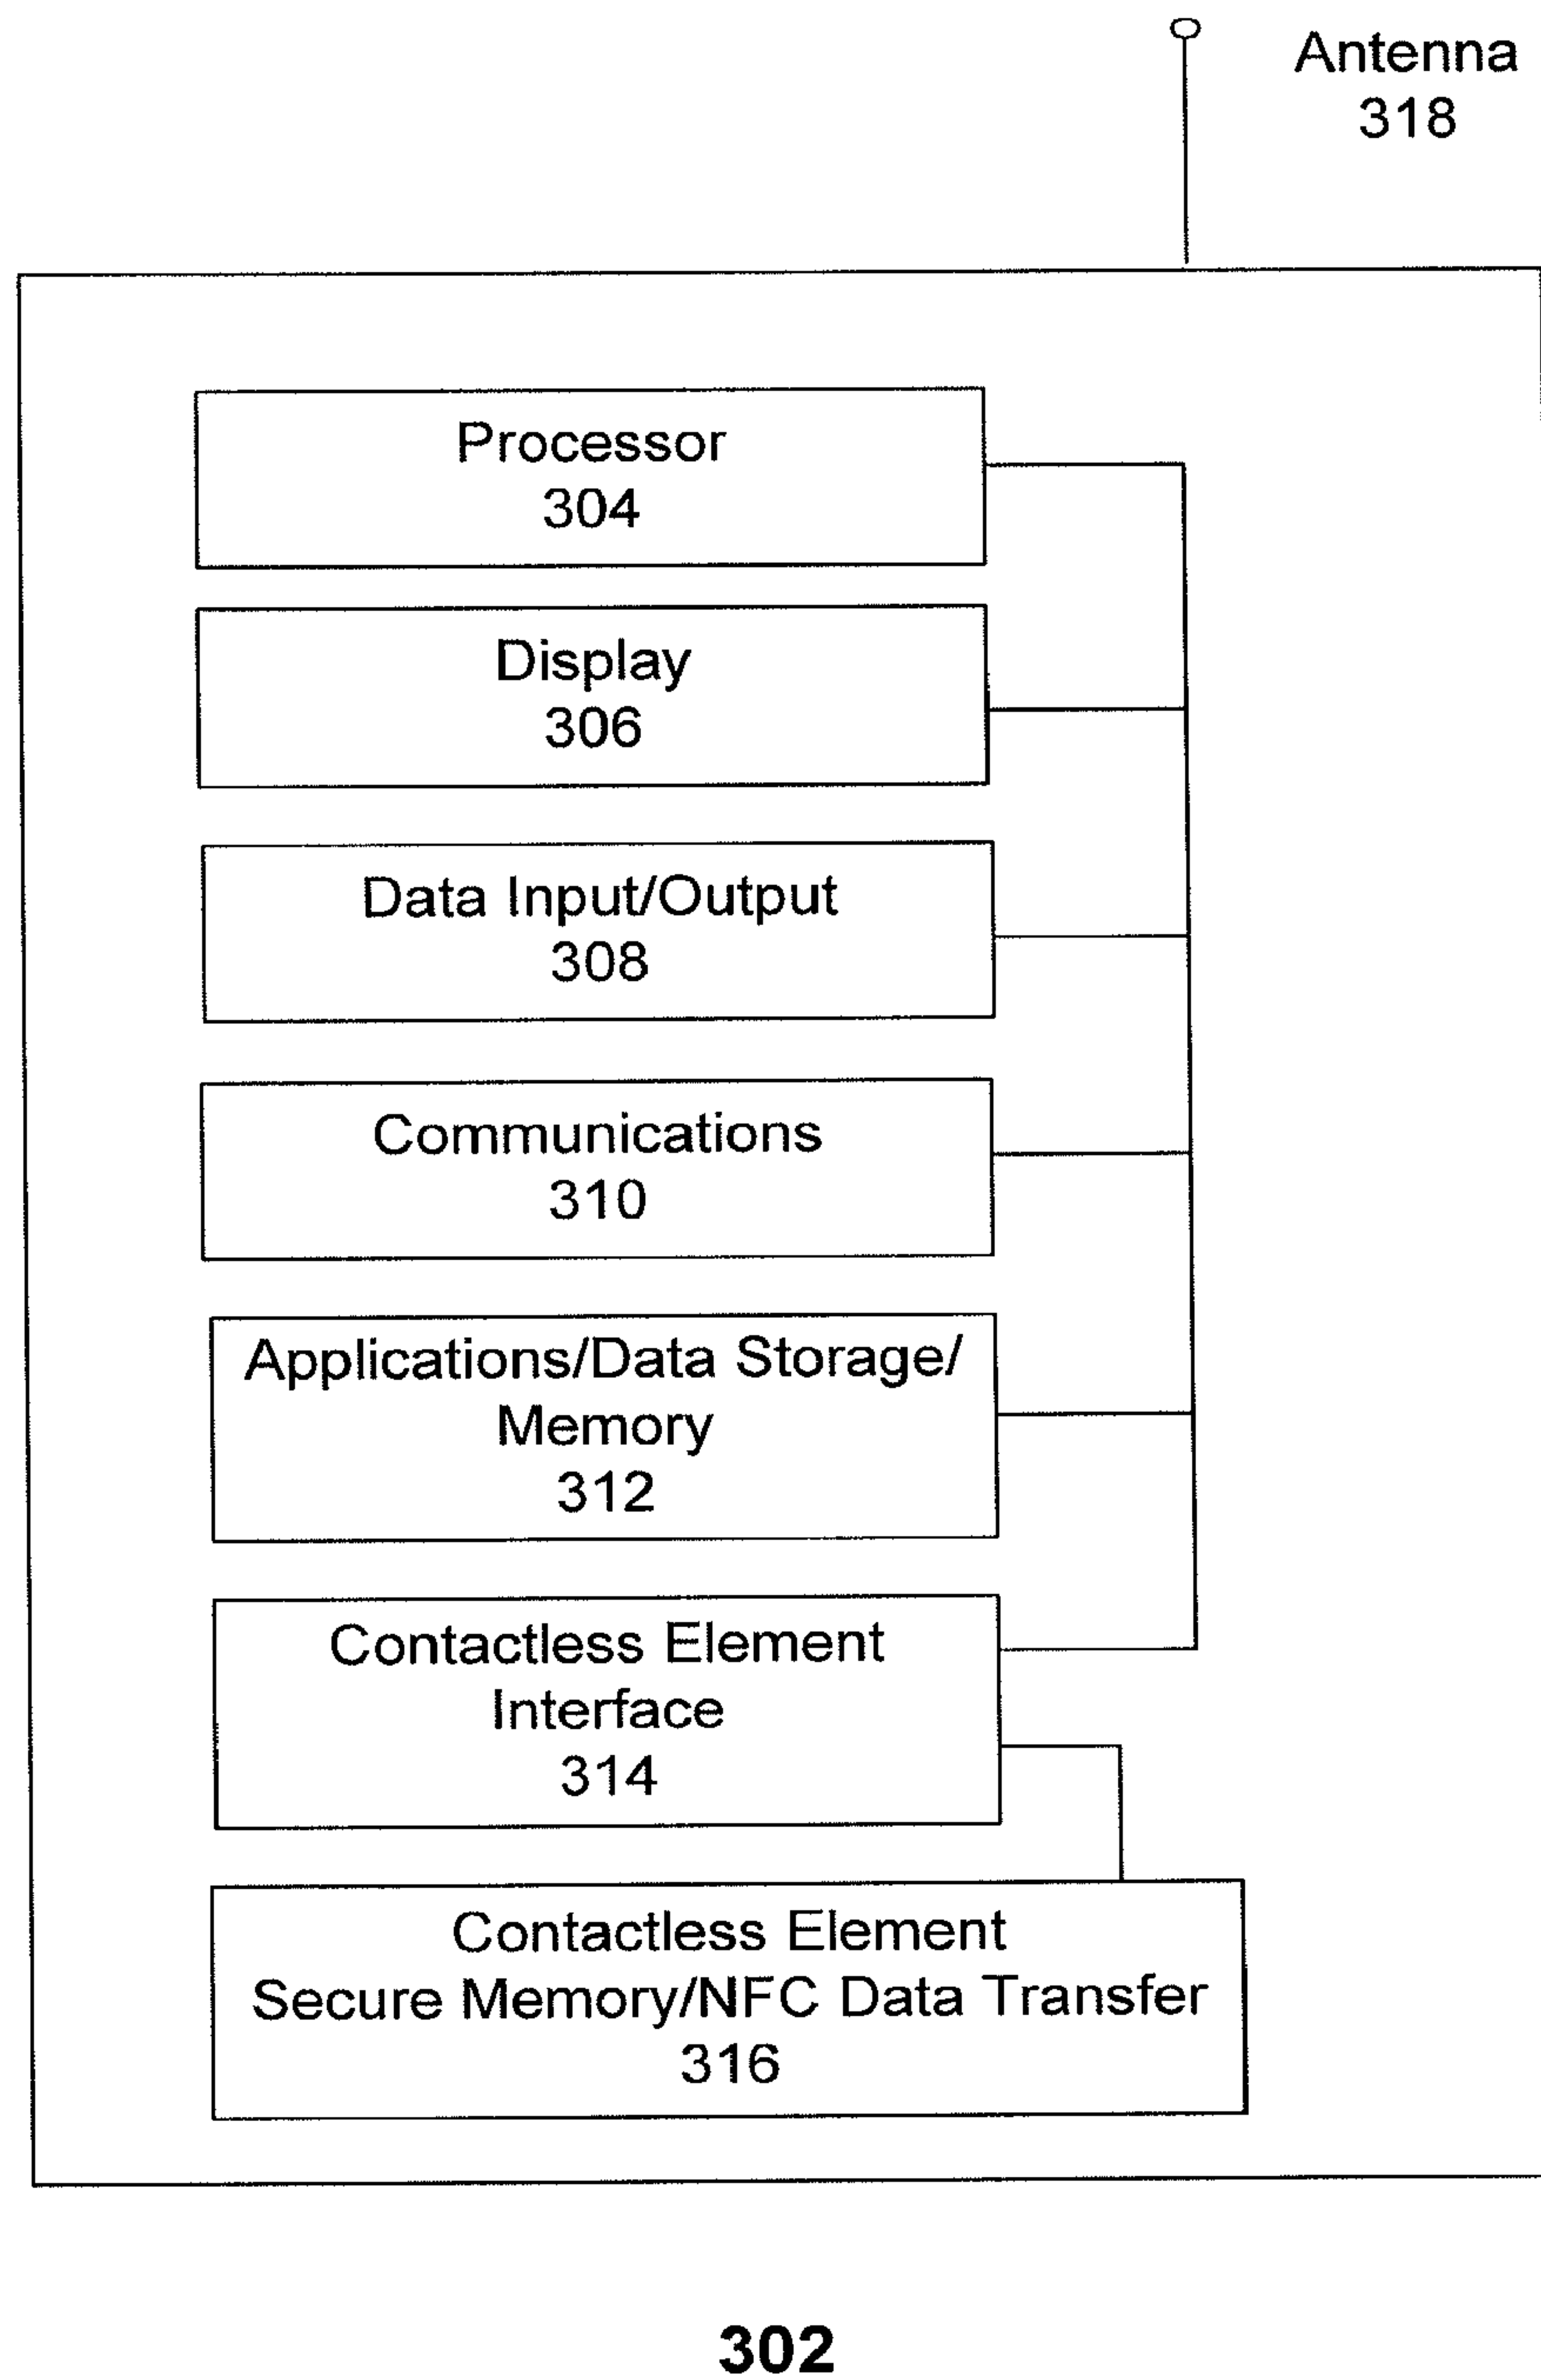 Antenna
318
Processor
304
Display
306
Data Input/Output
308
Communications
310
Applications/Data Storage/
Memory
312
Contactless Element
Interface
314
Contactless Element
Secure Memory/NFC Data Transfer
316
302